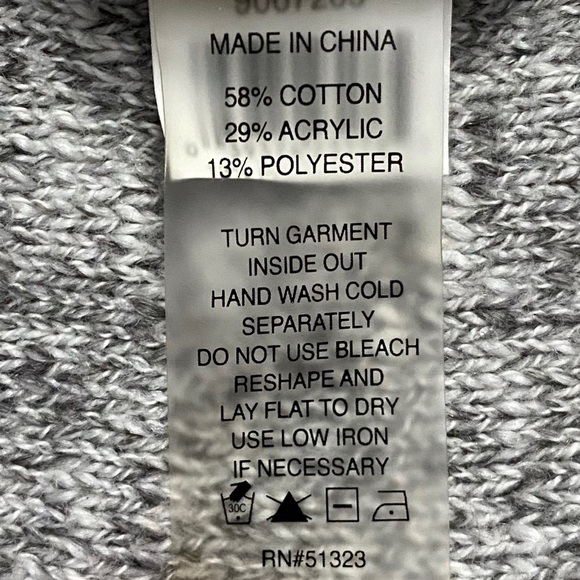 MADE IN CHINA
58% COTTON
29% ACRYLIC
13% POLYESTER
TURN GARMENT
INSIDE OUT
HAND WASH COLD
SEPARATELY
DO NOT USE BLEACH
RESHAPE AND
LAY FLAT TO DRY
USE LOW IRON
IF NECESSARY
30C
RN#51323